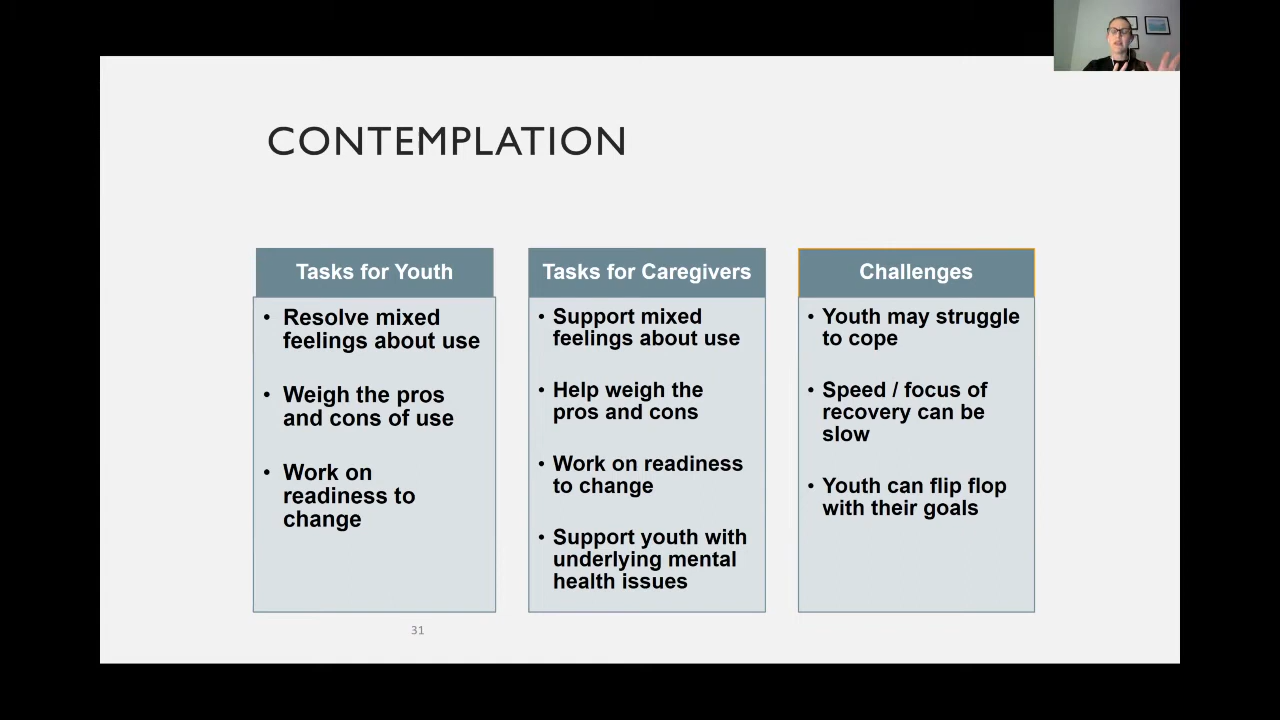 CONTEMPLATION
Tasks for Youth
• Resolve mixed
feelings about use
• Weigh the pros
and cons of use
• Work on
readiness to
change
Tasks for Caregivers
• Support mixed
feelings about use
• Help weigh the
pros and cons
• Work on readiness
to change
• Support youth with
underlying mental
health issues
Challenges
• Youth may struggle
to cope
• Speed / focus of
recovery can be
slow
• Youth can flip flop
with their goals
31